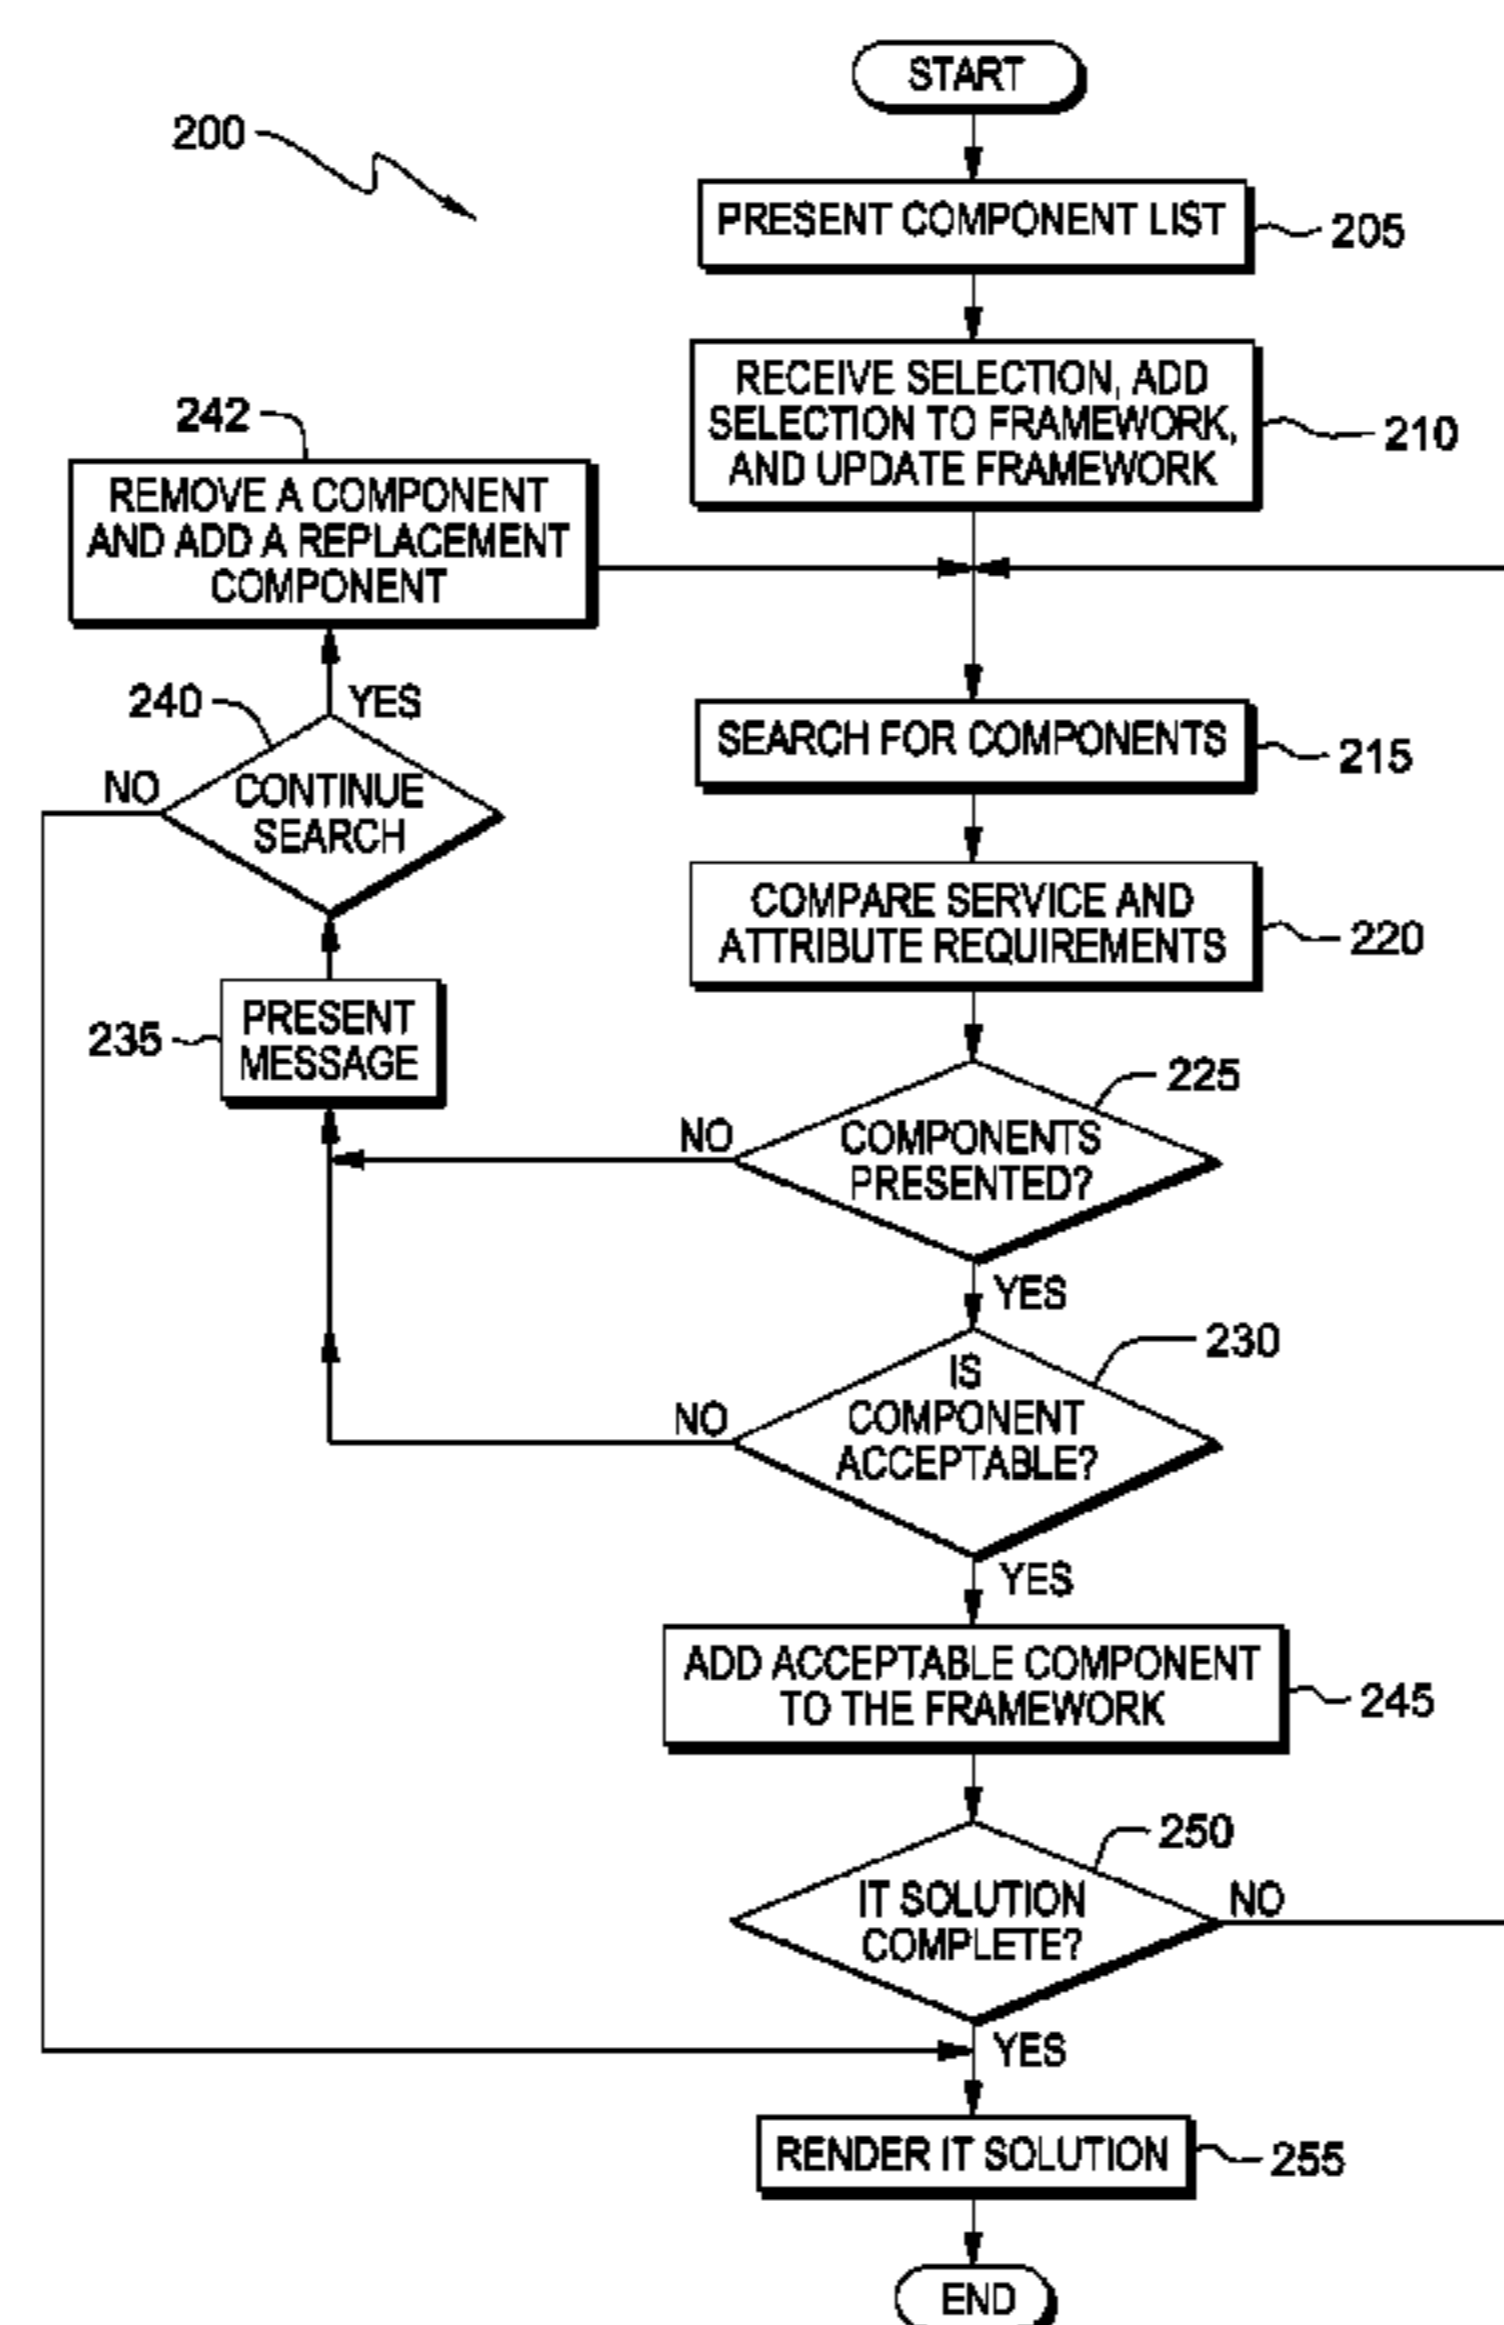 START
200
PRESENT COMPONENT LIST
205
RECEIVE SELECTION, ADD
SELECTION TO FRAMEWORK,
AND UPDATE FRAMEWORK
210
242
REMOVE A COMPONENT
AND ADD A REPLACEMENT
COMPONENT
240
YES
NO
CONTINUE
SEARCH
SEARCH FOR COMPONENTS
215
COMPARE SERVICE AND
ATTRIBUTE REQUIREMENTS
220
235
PRESENT
MESSAGE
225
NO
COMPONENTS
PRESENTED?
YES
230
NO
IS
COMPONENT
ACCEPTABLE?
YES
ADD ACCEPTABLE COMPONENT
TO THE FRAMEWORK
245
250
IT SOLUTION
COMPLETE?
NO
YES
RENDER IT SOLUTION
255
END